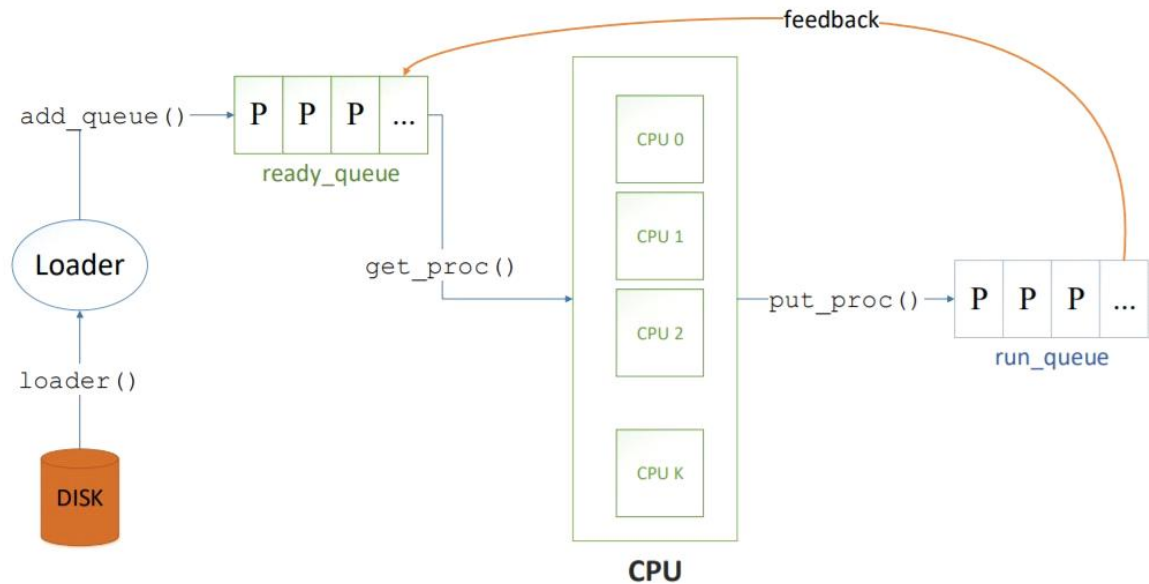 feedback
add_queue()
P P P ...
ready_queue
Loader
loader()
DISK
get_proc()
CPU 0
CPU 1
CPU 2
CPU K
CPU
put_proc()
P P P ...
run_queue